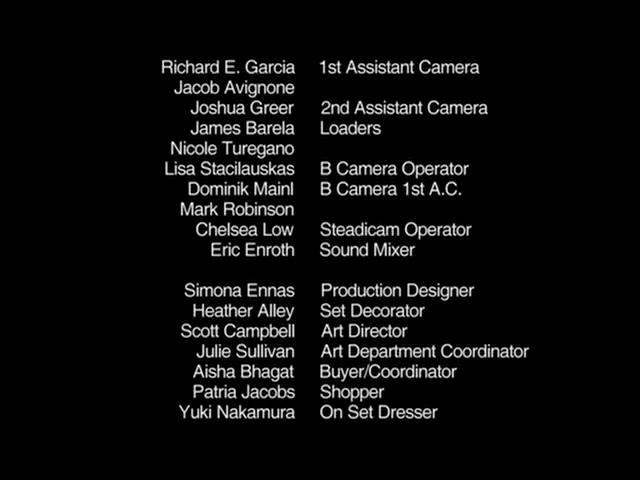 Richard E. Garcia 1st Assistant Camera
Jacob Avignone
Joshua Greer 2nd Assistant Camera
James Barela Loaders
Nicole Turegano
Lisa Stacilauskas B Camera Operator
Dominik Mainl B Camera 1st A.C.
Mark Robinson
Chelsea Low Steadicam Operator
Eric Enroth Sound Mixer
Simona Ennas Production Designer
Heather Alley Set Decorator
Scott Campbell Art Director
Julie Sullivan Art Department Coordinator
Aisha Bhagat Buyer/Coordinator
Patria Jacobs Shopper
Yuki Nakamura On Set Dresser